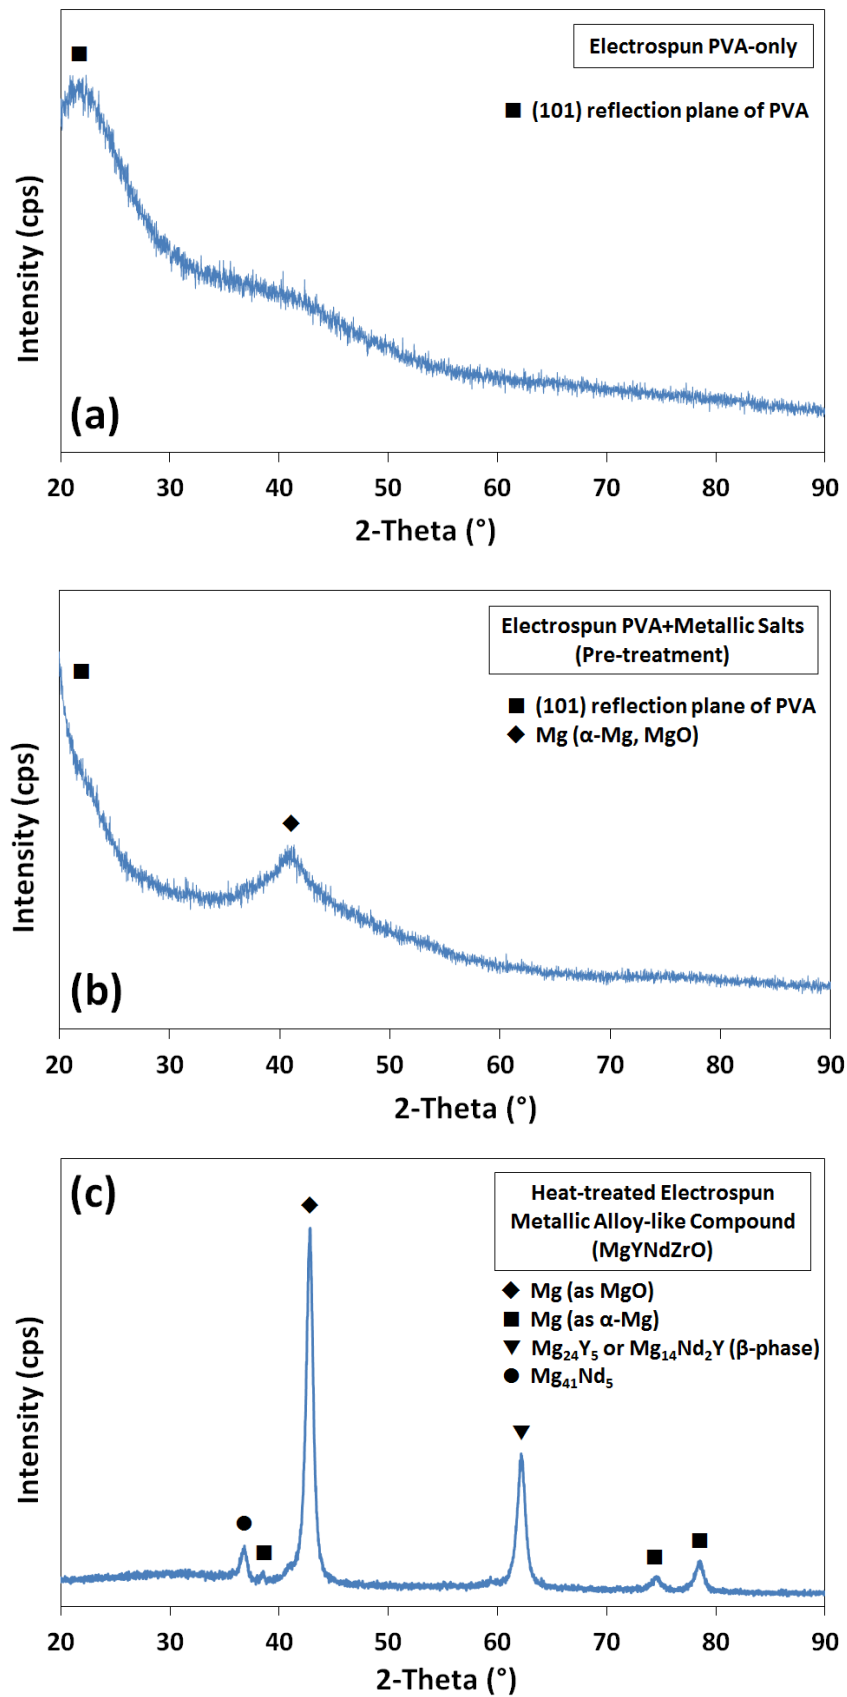 Electrospun PVA-only
■ (101) reflection plane of PVA
Intensity (cps)
(a)
20 30 40 50 60 70 80 90
2-Theta (°)
Electrospun PVA+Metallic Salts
(Pre-treatment)
■ (101) reflection plane of PVA
◆ Mg (α-Mg, MgO)
Intensity (cps)
(b)
20 30 40 50 60 70 80 90
2-Theta (°)
(c)
Heat-treated Electrospun
Metallic Alloy-like Compound
(MgYNdZrO)
◆ Mg (as MgO)
■ Mg (as α-Mg)
▼ Mg₂₄Y₅ or Mg₁₄Nd₂Y (β-phase)
● Mg₄₁Nd₅
Intensity (cps)
20 30 40 50 60 70 80 90
2-Theta (°)